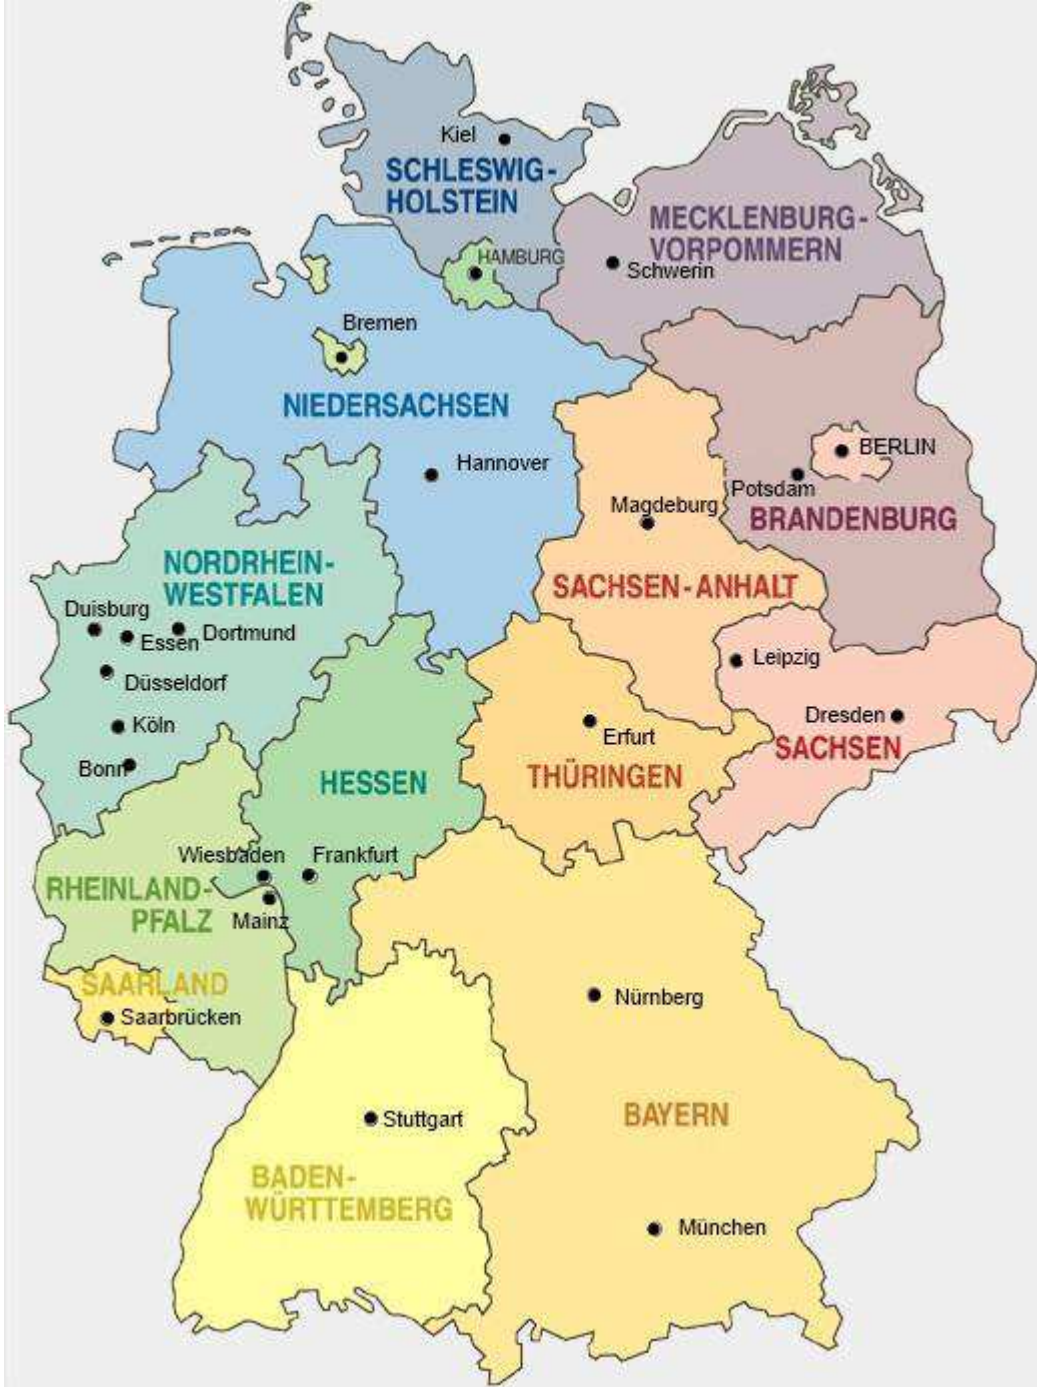 Kiel
SCHLESWIG-
HOLSTEIN
MECKLENBURG-
VORPOMMERN
HAMBURG
Schwerin
Bremen
NIEDERSACHSEN
Hannover
BERLIN
Potsdam
BRANDENBURG
Magdeburg
SACHSEN-ANHALT
NORDRHEIN-
WESTFALEN
Duisburg
Essen
Dortmund
Düsseldorf
Köln
Bonn
Leipzig
Dresden
SACHSEN
Erfurt
THÜRINGEN
HESSEN
Wiesbaden
Frankfurt
RHEINLAND-
PFALZ
Mainz
SAARLAND
Saarbrücken
Nürnberg
BAYERN
Stuttgart
BADEN-
WÜRTTEMBERG
München